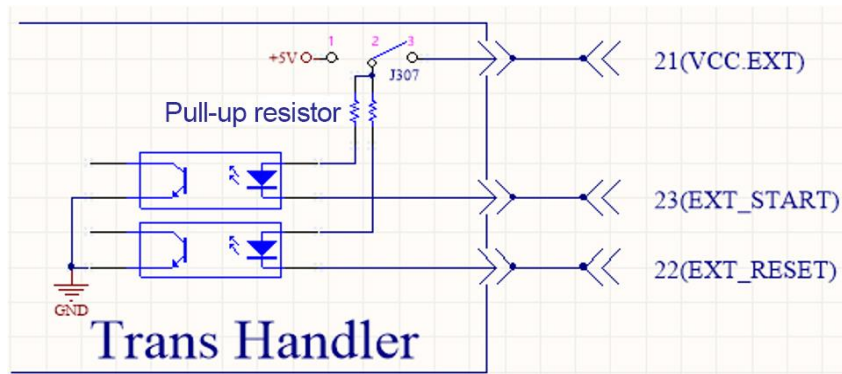 1 2 3
+5V
J307
21(VCC.EXT)
Pull-up resistor
23(EXT_START)
22(EXT_RESET)
GND
Trans Handler